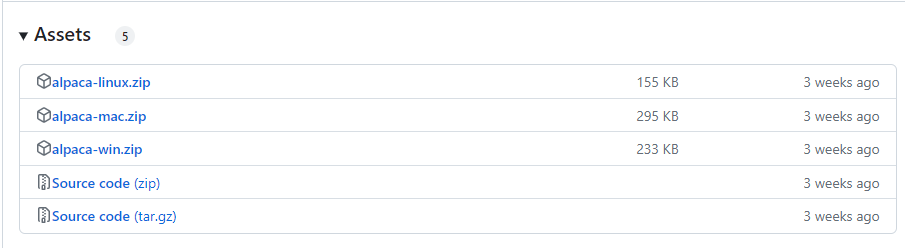 Assets 5
alpaca-linux.zip 155 KB 3 weeks ago
alpaca-mac.zip 295 KB 3 weeks ago
alpaca-win.zip 233 KB 3 weeks ago
Source code (zip) 3 weeks ago
Source code (tar.gz) 3 weeks ago